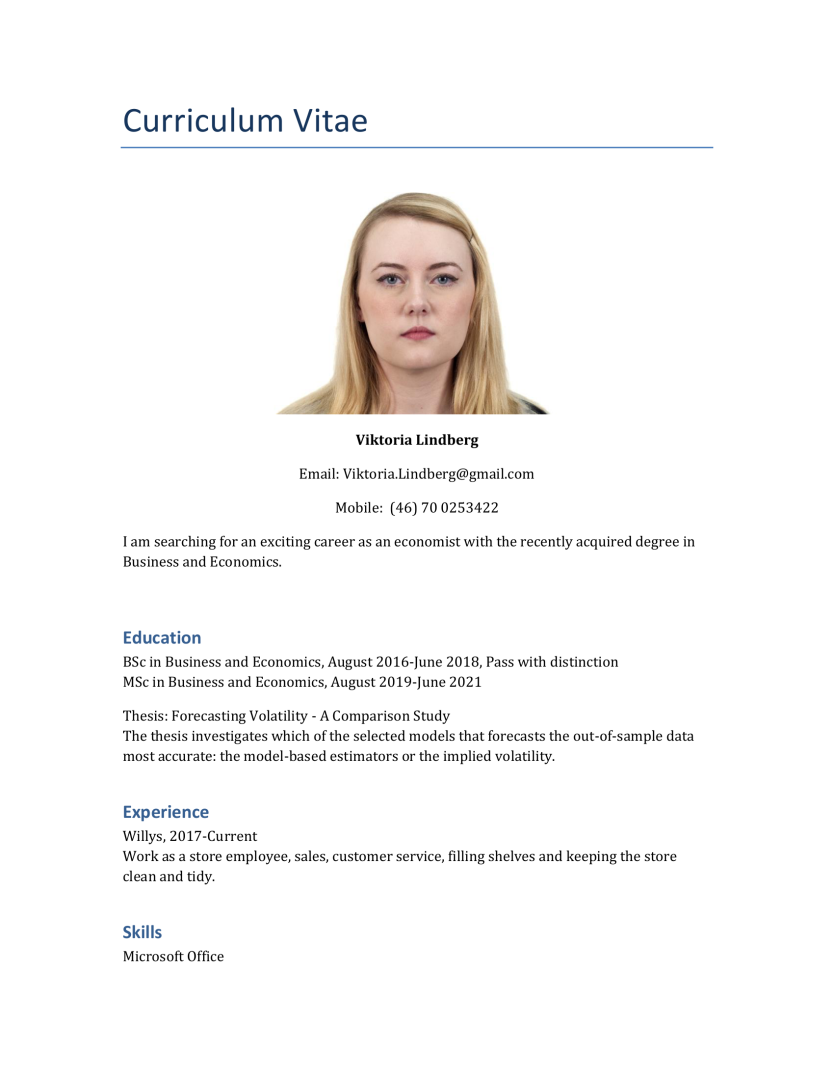 Curriculum Vitae
Viktoria Lindberg
Email: Viktoria.Lindberg@gmail.com
Mobile:  (46) 70 0253422
I am searching for an exciting career as an economist with the recently acquired degree in
Business and Economics.
Education
BSc in Business and Economics, August 2016-June 2018, Pass with distinction
MSc in Business and Economics, August 2019-June 2021
Thesis: Forecasting Volatility - A Comparison Study
The thesis investigates which of the selected models that forecasts the out-of-sample data
most accurate: the model-based estimators or the implied volatility.
Experience
Willys, 2017-Current
Work as a store employee, sales, customer service, filling shelves and keeping the store
clean and tidy.
Skills
Microsoft Office